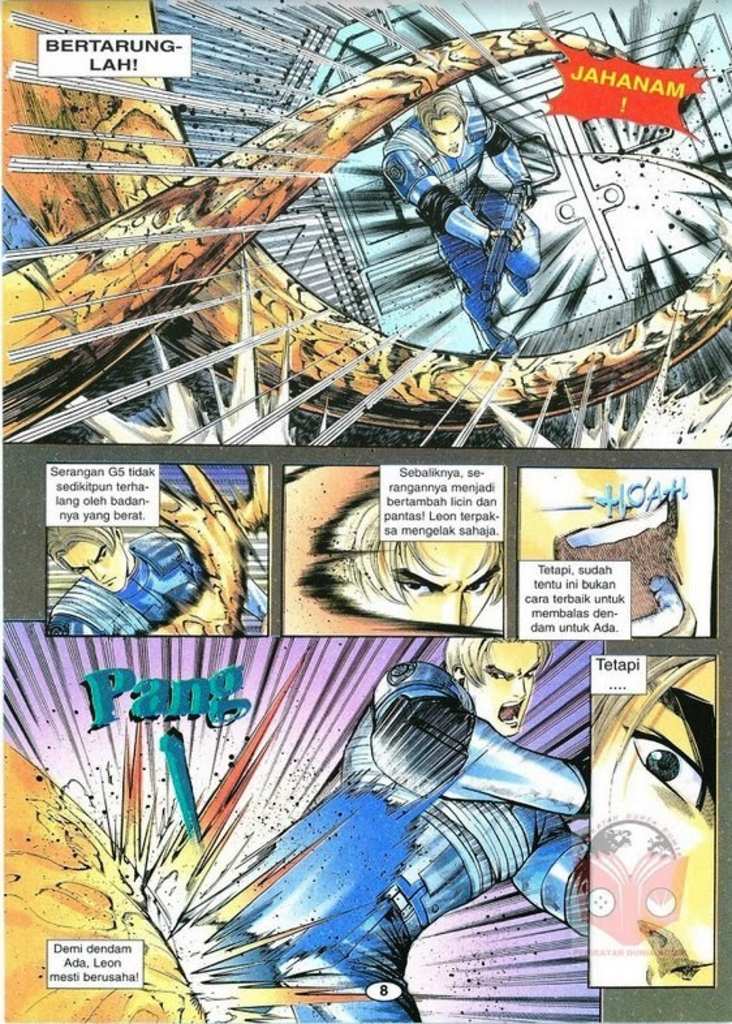 BERTARUNG-
LAH!
JAHANAM
!
Serangan G5 tidak
sedikitpun terha-
lang oleh badan-
nya yang berat.
Sebaliknya, se-
rangannya menjadi
bertambah licin dan
pantas! Leon terpak-
sa mengelak sahaja.
HOAH
Tetapi, sudah
tentu ini bukan
cara terbaik untuk
membalas den-
dam untuk Ada.
Pang
!
Tetapi
....
Demi dendam
Ada, Leon
mesti berusaha!
8